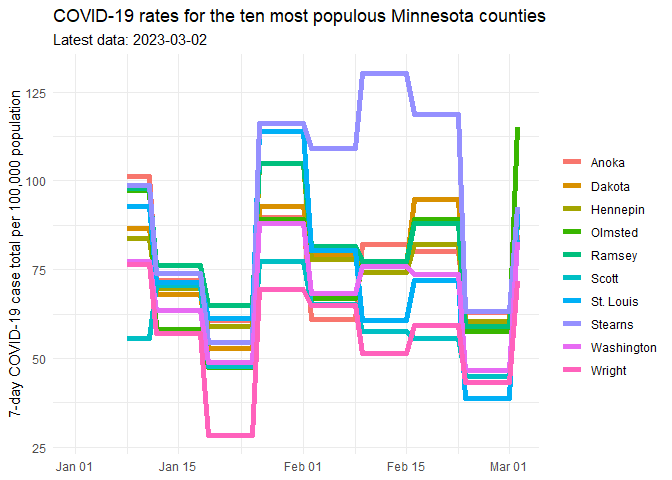 COVID-19 rates for the ten most populous Minnesota counties
Latest data: 2023-03-02
7-day COVID-19 case total per 100,000 population
125
100
75
50
25
Jan 01
Jan 15
Feb 01
Feb 15
Mar 01
Anoka
Dakota
Hennepin
Olmsted
Ramsey
Scott
St. Louis
Stearns
Washington
Wright